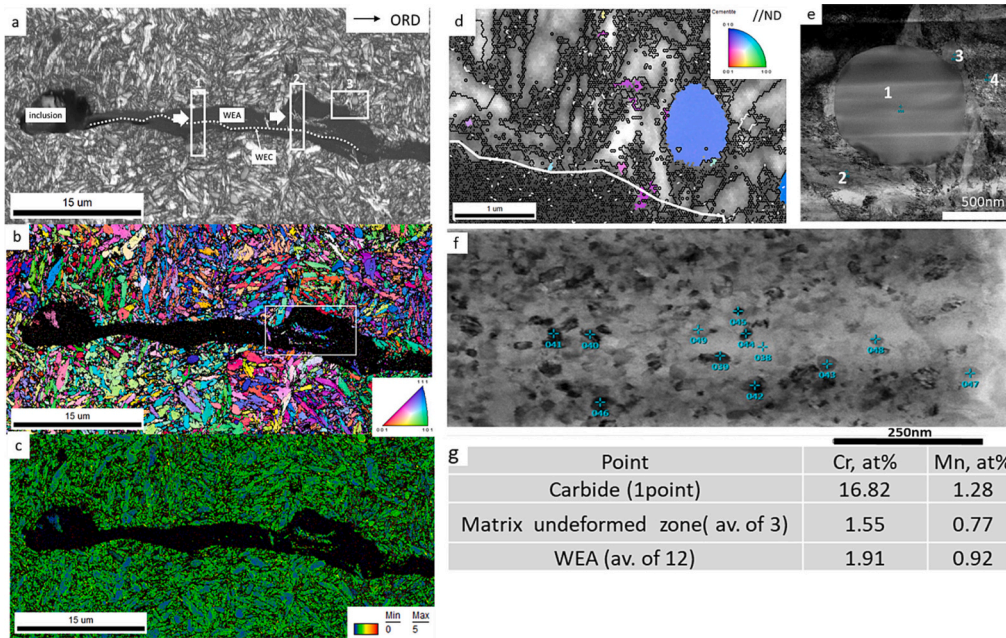 a
→ ORD
1
2
3
inclusion
WEA
WEC
15 um
b
111
001
101
15 um
c
Min Max
0 5
15 um
d
//ND
Cementite
010
001
100
1 um
e
1
2
3
4
500nm
f
045
041
040
049
044
038
048
039
043
047
042
046
250nm
g
Point Cr, at% Mn, at%
Carbide (1point) 16.82 1.28
Matrix undeformed zone( av. of 3) 1.55 0.77
WEA (av. of 12) 1.91 0.92